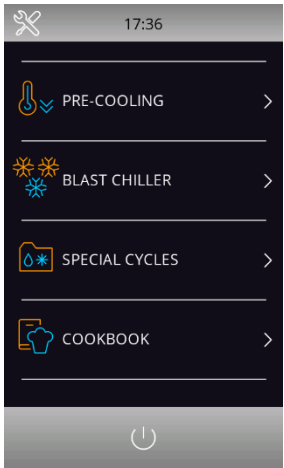 17:36
PRE-COOLING
BLAST CHILLER
SPECIAL CYCLES
COOKBOOK